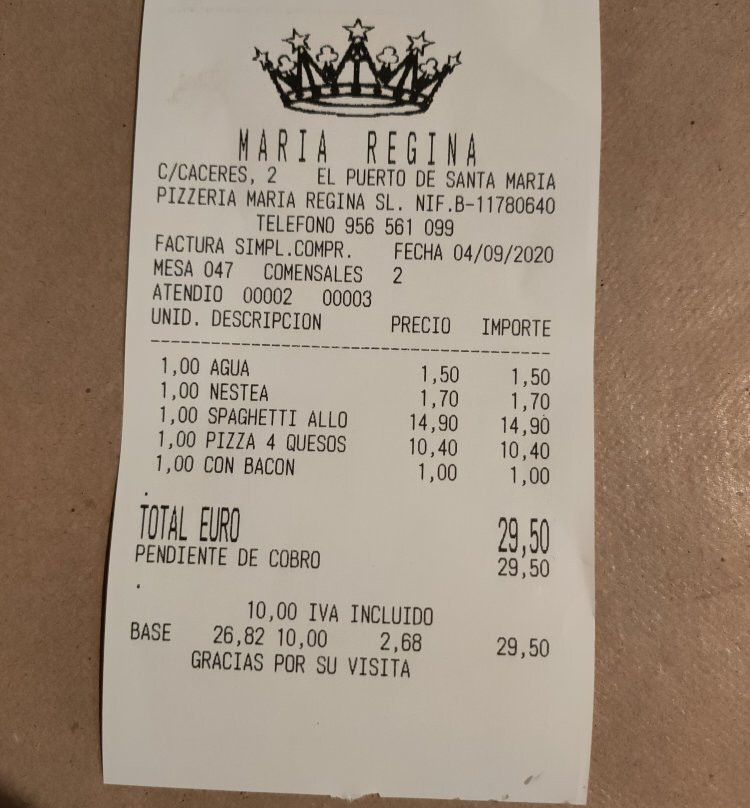 MARIA REGINA
C/CACERES, 2 EL PUERTO DE SANTA MARIA
PIZZERIA MARIA REGINA SL. NIF.B-11780640
TELEFONO 956 561 099
FACTURA SIMPL.COMPR. FECHA 04/09/2020
MESA 047 COMENSALES 2
ATENDIO 00002 00003
UNID. DESCRIPCION PRECIO IMPORTE
1,00 AGUA 1,50 1,50
1,00 NESTEA 1,70 1,70
1,00 SPAGHETTI ALLO 14,90 14,90
1,00 PIZZA 4 QUESOS 10,40 10,40
1,00 CON BACON 1,00 1,00
.
TOTAL EURO 29,50
PENDIENTE DE COBRO 29,50
.
10,00 IVA INCLUIDO
BASE 26,82 10,00 2,68 29,50
GRACIAS POR SU VISITA